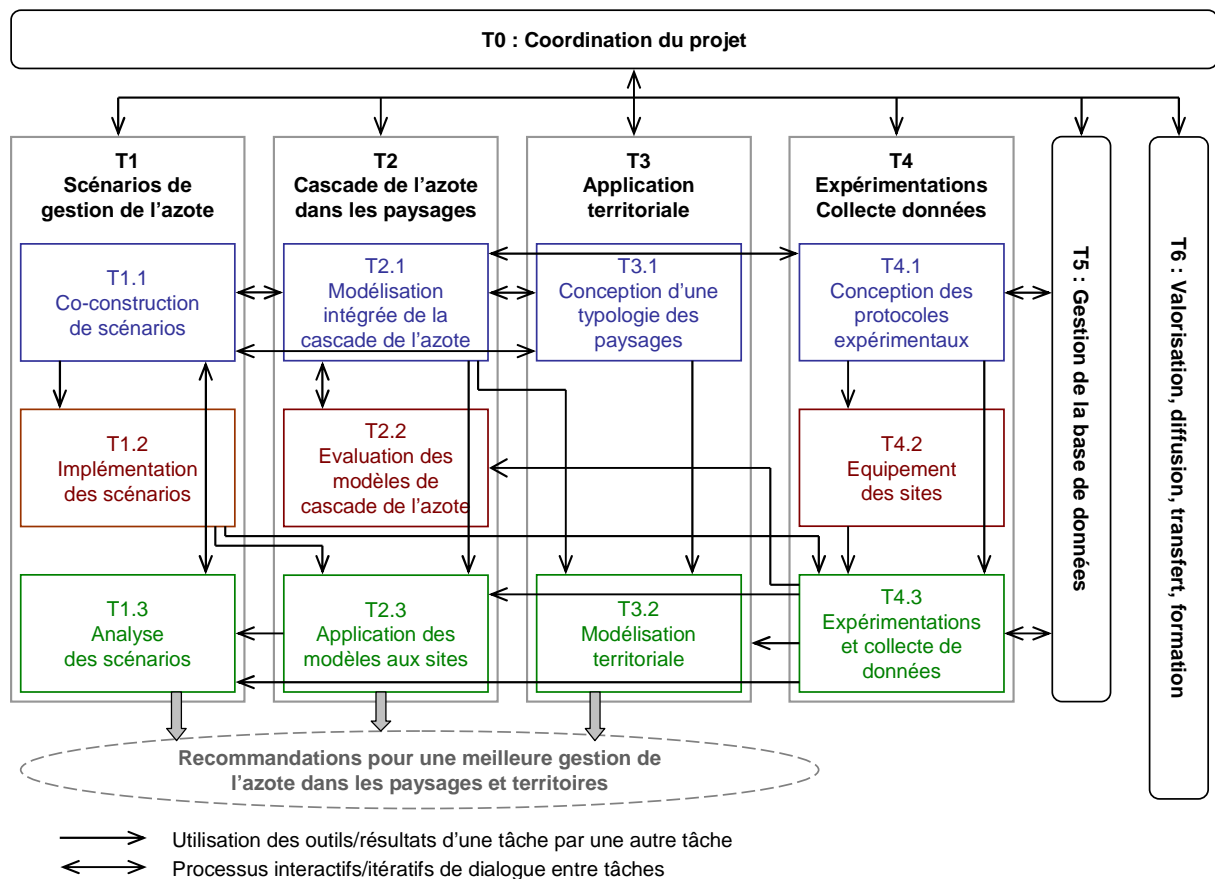 T0 : Coordination du projet
T1
Scénarios de
gestion de l’azote
T2
Cascade de l’azote
dans les paysages
T3
Application
territoriale
T4
Expérimentations
Collecte données
T1.1
Co-construction
de scénarios
T2.1
Modélisation
intégrée de la
cascade de l’azote
T3.1
Conception d’une
typologie des
paysages
T4.1
Conception des
protocoles
expérimentaux
T1.2
Implémentation
des scénarios
T2.2
Evaluation des
modèles de
cascade de l’azote
T4.2
Equipement
des sites
T1.3
Analyse
des scénarios
T2.3
Application des
modèles aux sites
T3.2
Modélisation
territoriale
T4.3
Expérimentations
et collecte de
données
T5 : Gestion de la base de données
T6 : Valorisation, diffusion, transfert, formation
Recommandations pour une meilleure gestion de
l’azote dans les paysages et territoires
Utilisation des outils/résultats d’une tâche par une autre tâche
Processus interactifs/itératifs de dialogue entre tâches